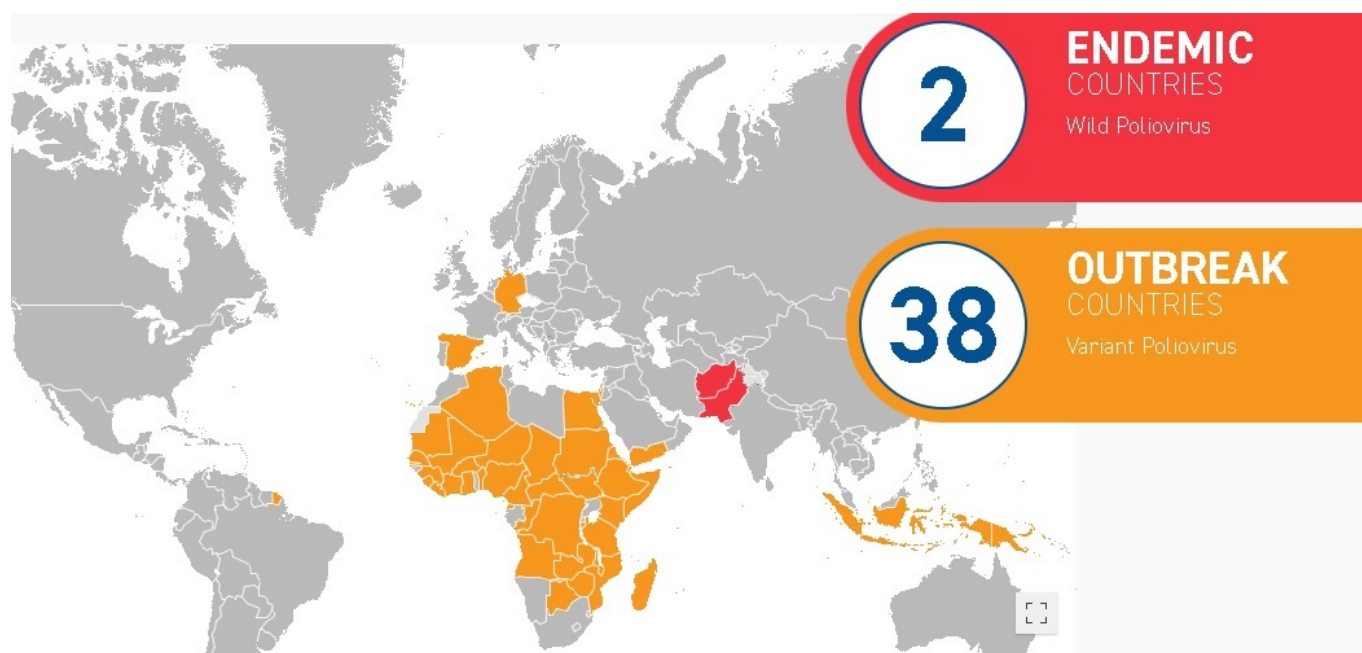 2
ENDEMIC
COUNTRIES
Wild Poliovirus
38
OUTBREAK
COUNTRIES
Variant Poliovirus